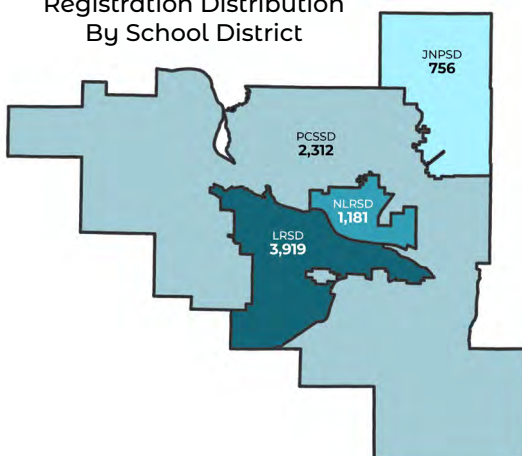 Registration Distribution
By School District
JNPSD
756
PCSSD
2,312
NLRSD
1,181
LRSD
3,919